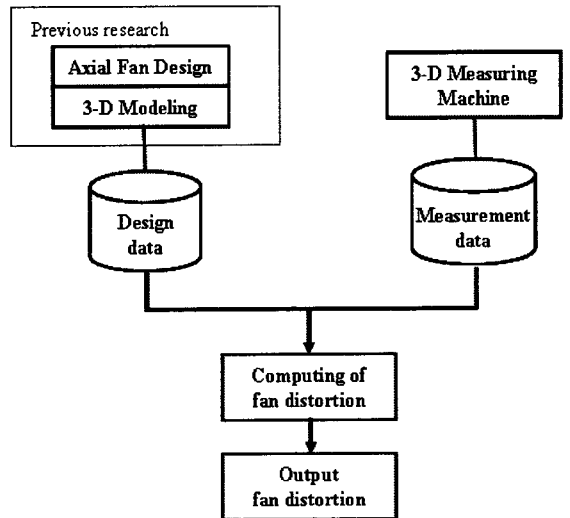 Previous research
Axial Fan Design
3-D Modeling
3-D Measuring
Machine
Design
data
Measurement
data
Computing of
fan distortion
Output
fan distortion